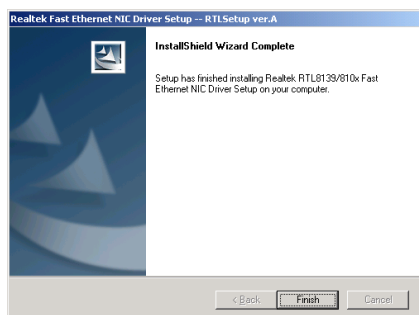 Realtek Fast Ethernet NIC Driver Setup -- RTLSetup ver.A
InstallShield Wizard Complete
Setup has finished installing Realtek RTL8139/810x Fast
Ethernet NIC Driver Setup on your computer.
< Back
Finish
Cancel